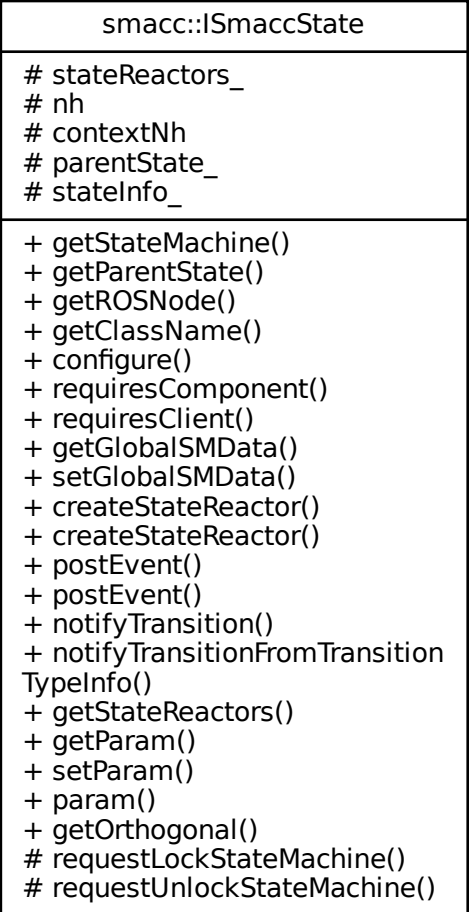 smacc::ISmaccState
# stateReactors_
# nh
# contextNh
# parentState_
# stateInfo_
+ getStateMachine()
+ getParentState()
+ getROSNode()
+ getClassName()
+ configure()
+ requiresComponent()
+ requiresClient()
+ getGlobalSMData()
+ setGlobalSMData()
+ createStateReactor()
+ createStateReactor()
+ postEvent()
+ postEvent()
+ notifyTransition()
+ notifyTransitionFromTransition
TypeInfo()
+ getStateReactors()
+ getParam()
+ setParam()
+ param()
+ getOrthogonal()
# requestLockStateMachine()
# requestUnlockStateMachine()